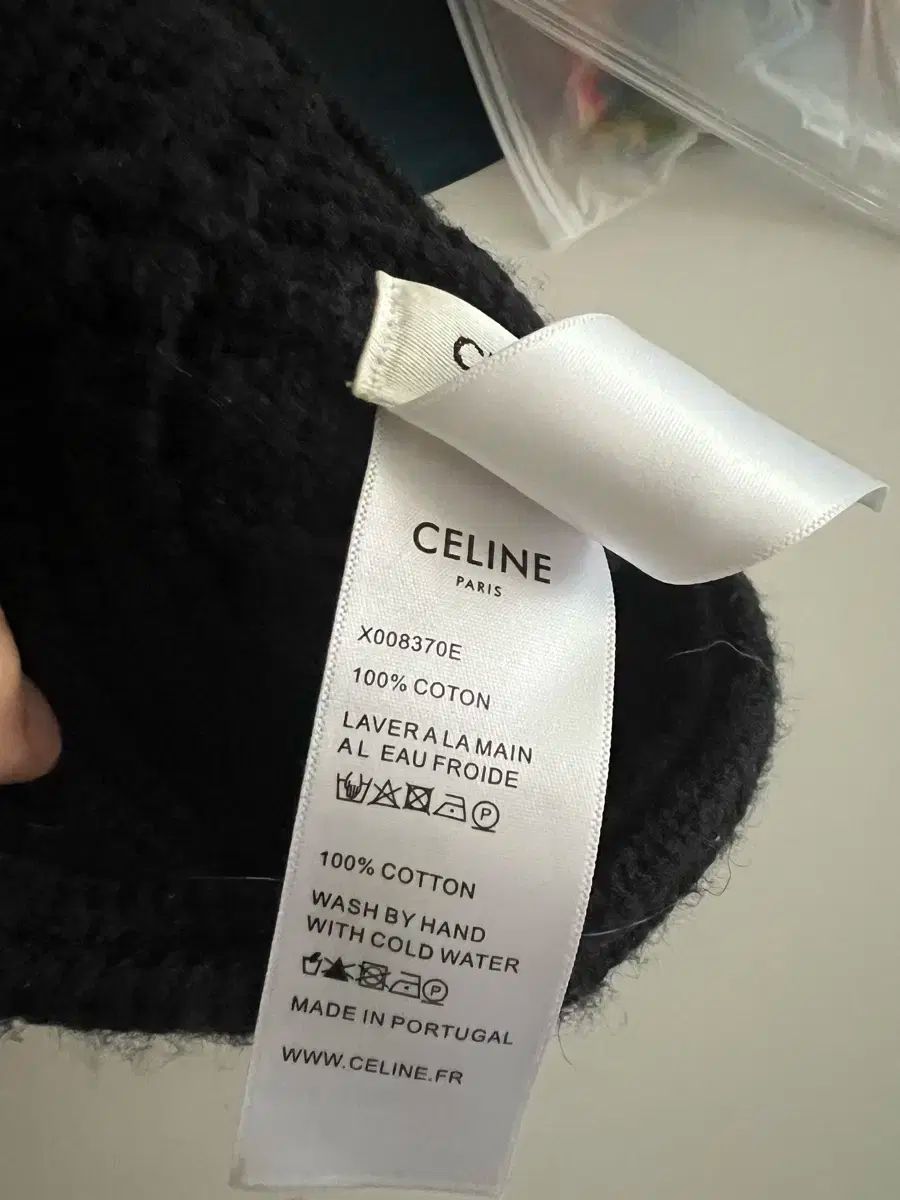 CELINE
PARIS
X008370E
100% COTON
LAVER A LA MAIN
A L EAU FROIDE
P
100% COTTON
WASH BY HAND
WITH COLD WATER
P
MADE IN PORTUGAL
WWW.CELINE.FR